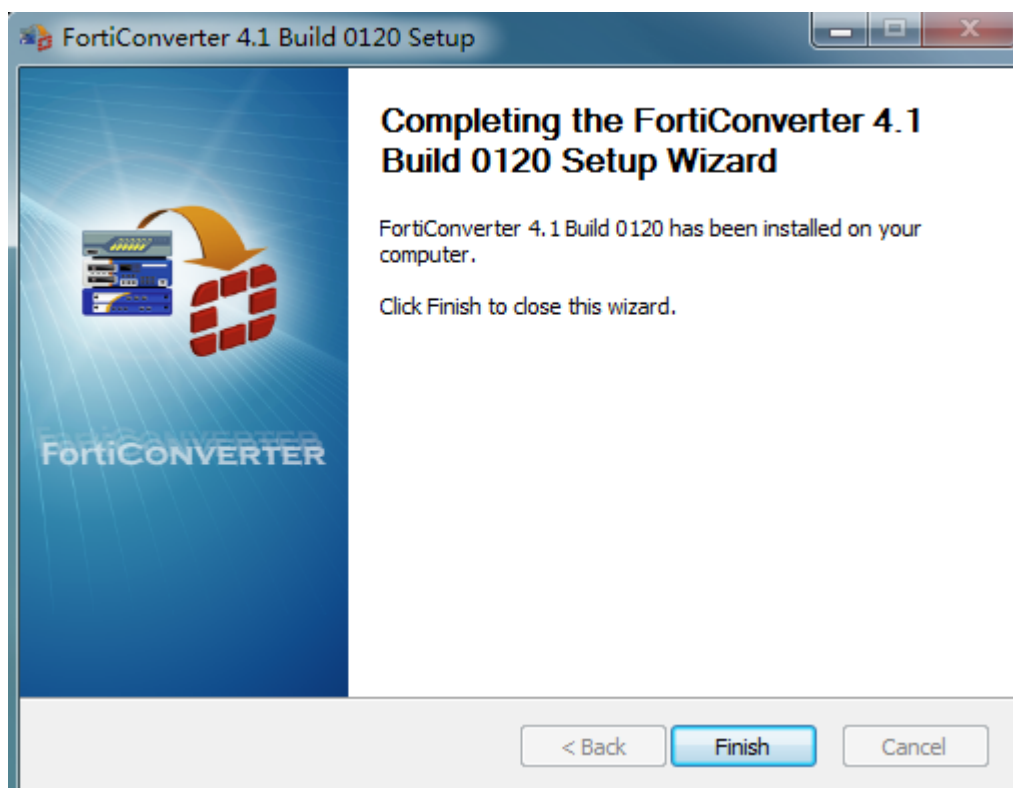 FortiConverter 4.1 Build 0120 Setup
Completing the FortiConverter 4.1
Build 0120 Setup Wizard
FortiConverter 4.1 Build 0120 has been installed on your
computer.
Click Finish to close this wizard.
FortiCONVERTER
< Back
Finish
Cancel